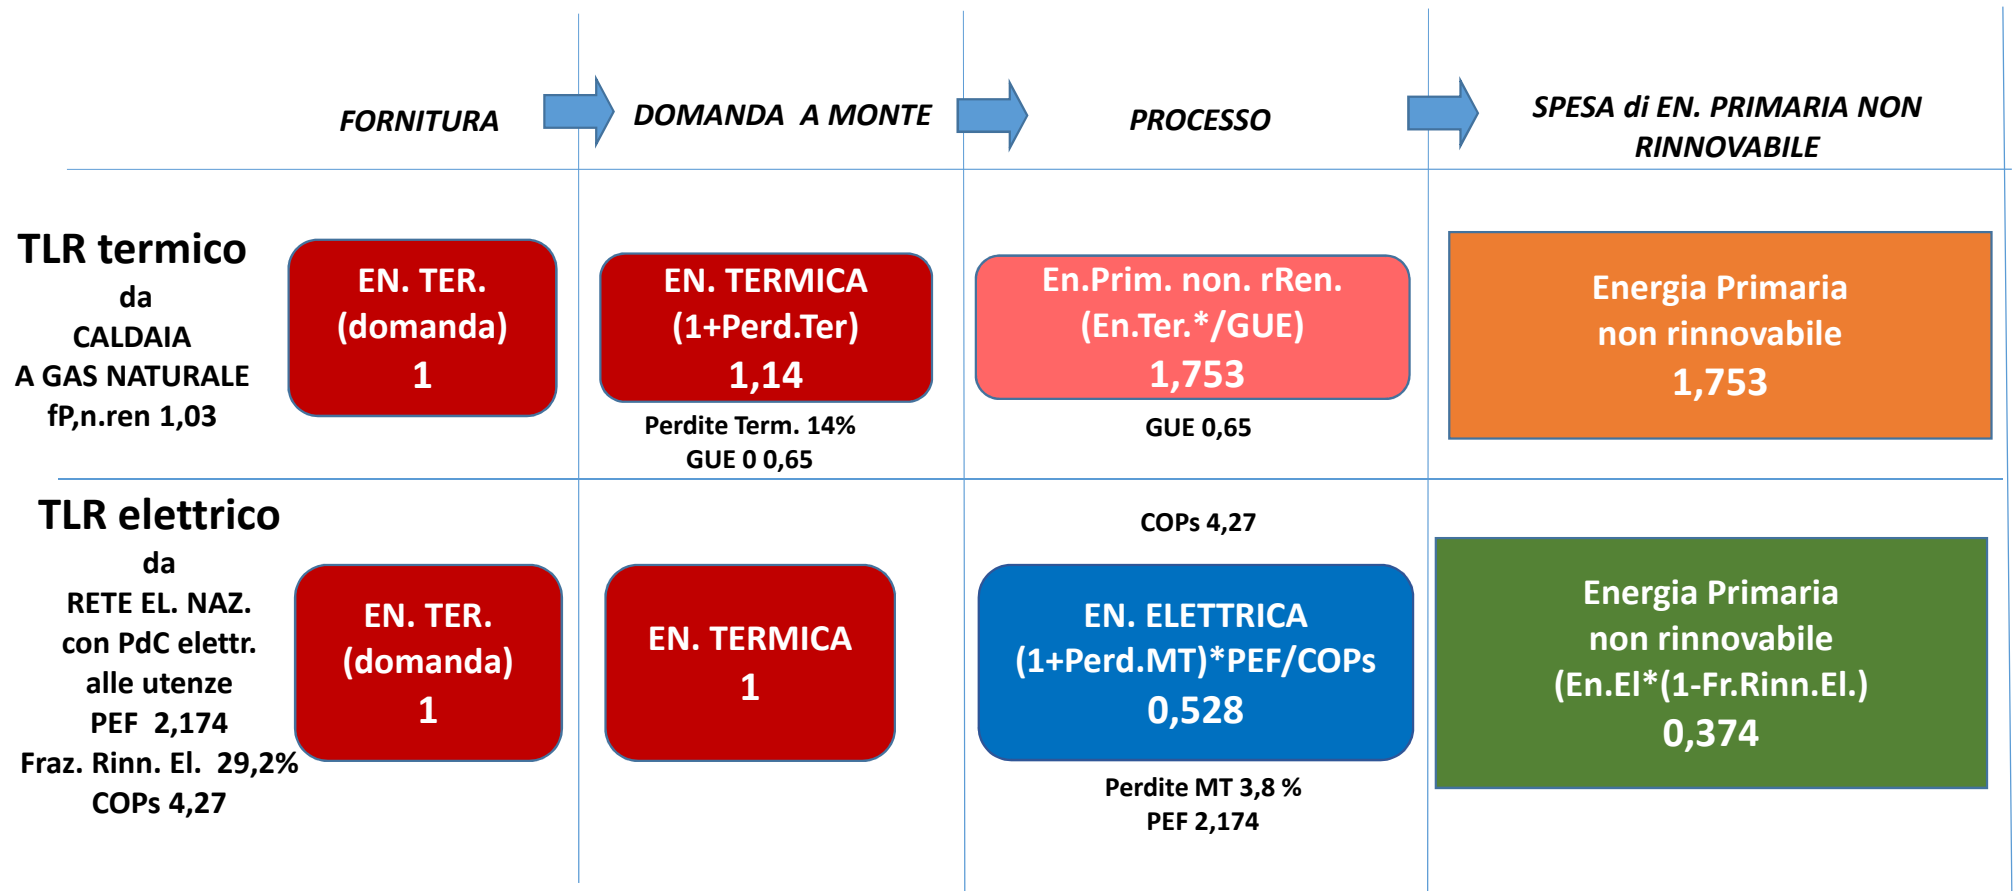 FORNITURA
DOMANDA A MONTE
PROCESSO
SPESA di EN. PRIMARIA NON
RINNOVABILE
TLR termico
da
CALDAIA
A GAS NATURALE
fP,n.ren 1,03
EN. TER.
(domanda)
1
EN. TERMICA
(1+Perd.Ter)
1,14
Perdite Term. 14%
GUE 0 0,65
En.Prim. non. rRen.
(En.Ter.*/GUE)
1,753
GUE 0,65
Energia Primaria
non rinnovabile
1,753
TLR elettrico
da
RETE EL. NAZ.
con PdC elettr.
alle utenze
PEF 2,174
Fraz. Rinn. El. 29,2%
COPs 4,27
EN. TER.
(domanda)
1
EN. TERMICA
1
COPs 4,27
EN. ELETTRICA
(1+Perd.MT)*PEF/COPs
0,528
Perdite MT 3,8 %
PEF 2,174
Energia Primaria
non rinnovabile
(En.El*(1-Fr.Rinn.El.)
0,374